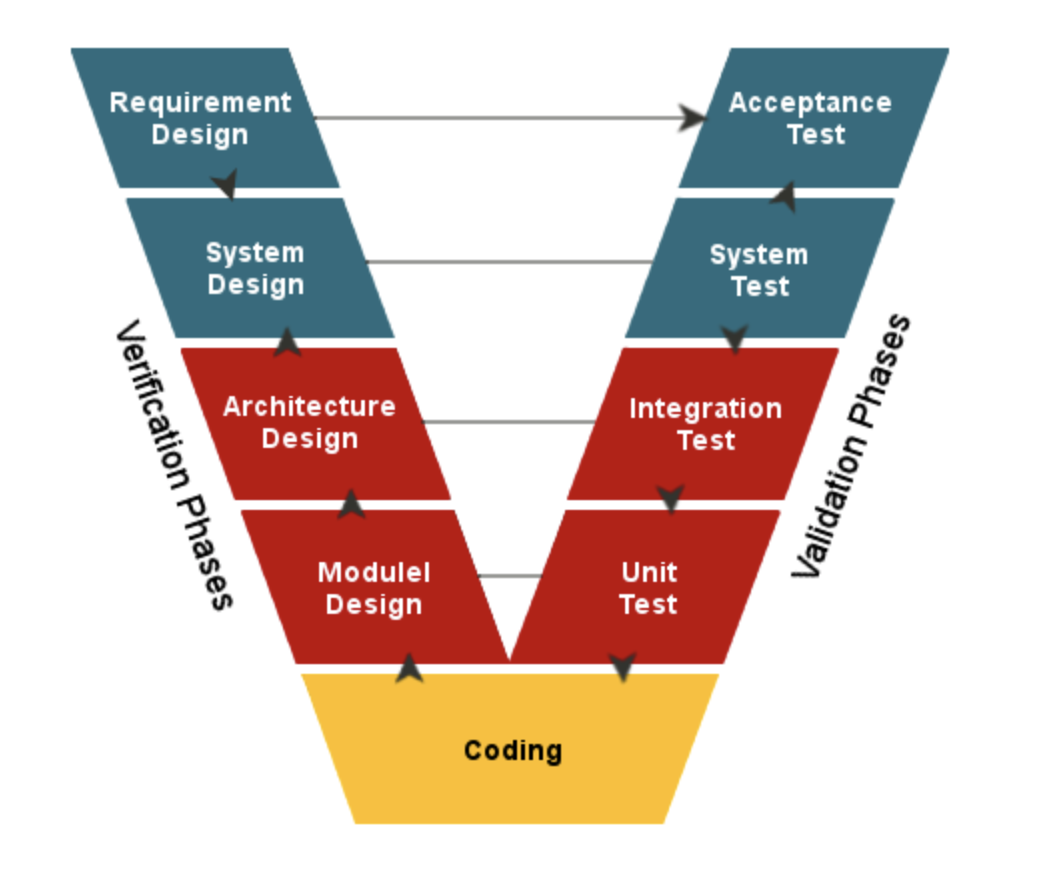 Requirement
Design
Acceptance
Test
System
Design
System
Test
Architecture
Design
Integration
Test
Modulel
Design
Unit
Test
Coding
Verification Phases
Validation Phases